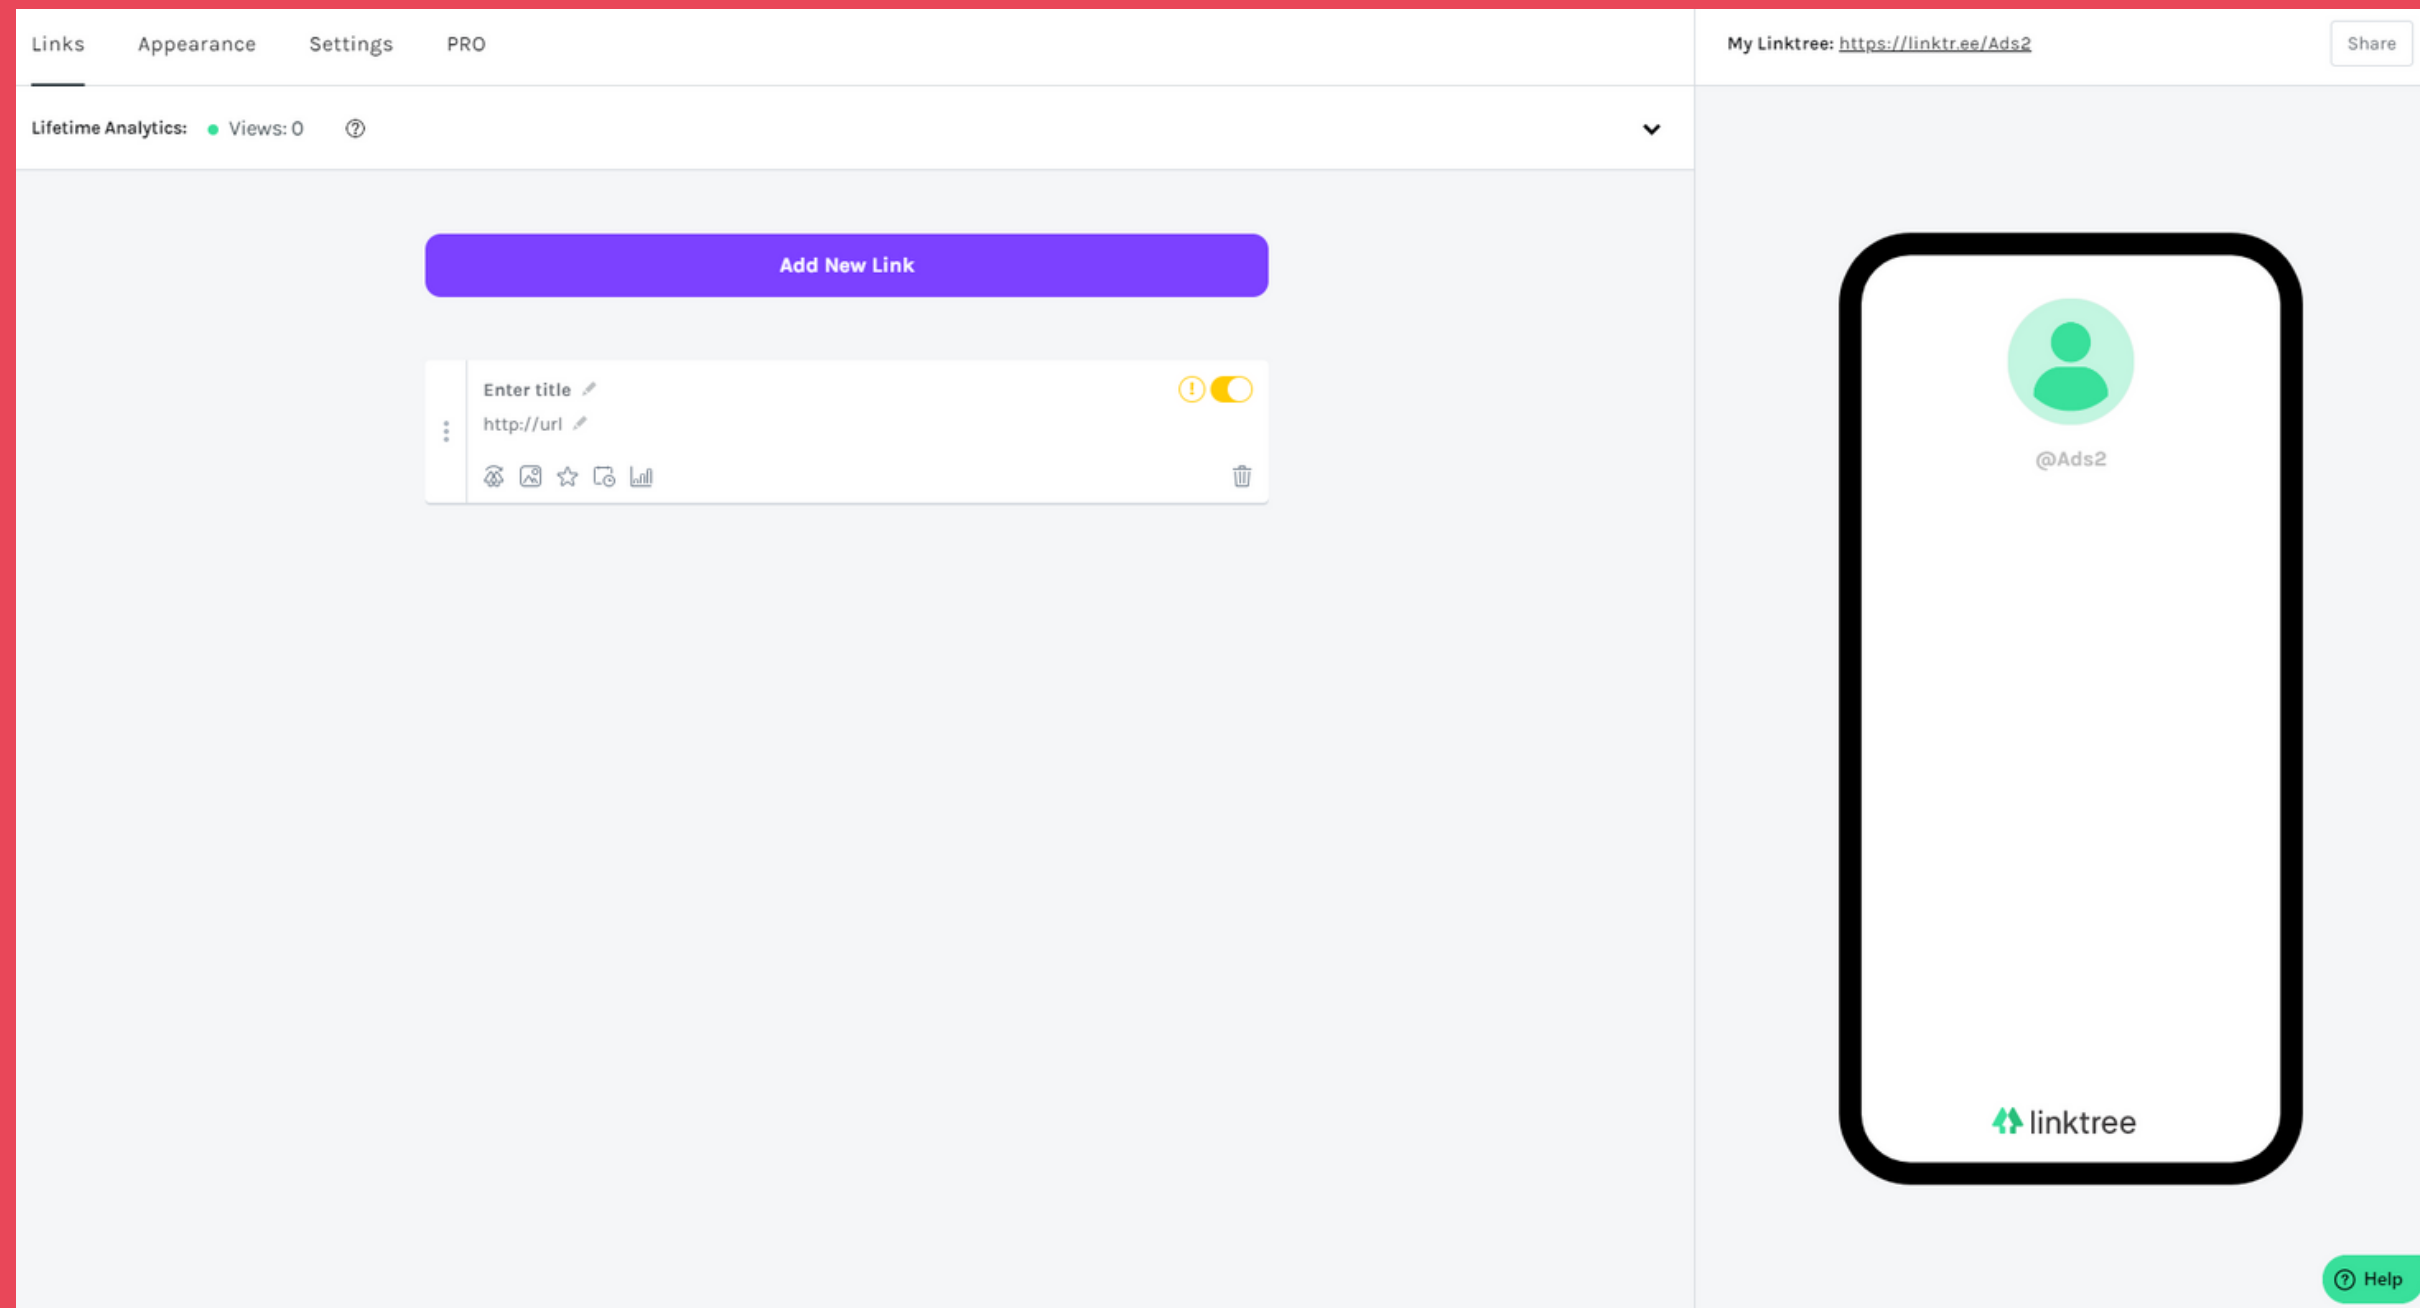 Links Appearance Settings PRO
Lifetime Analytics: Views: 0
Add New Link
Enter title
http://url
My Linktree: https://linktr.ee/Ads2 Share
@Ads2
linktree
Help